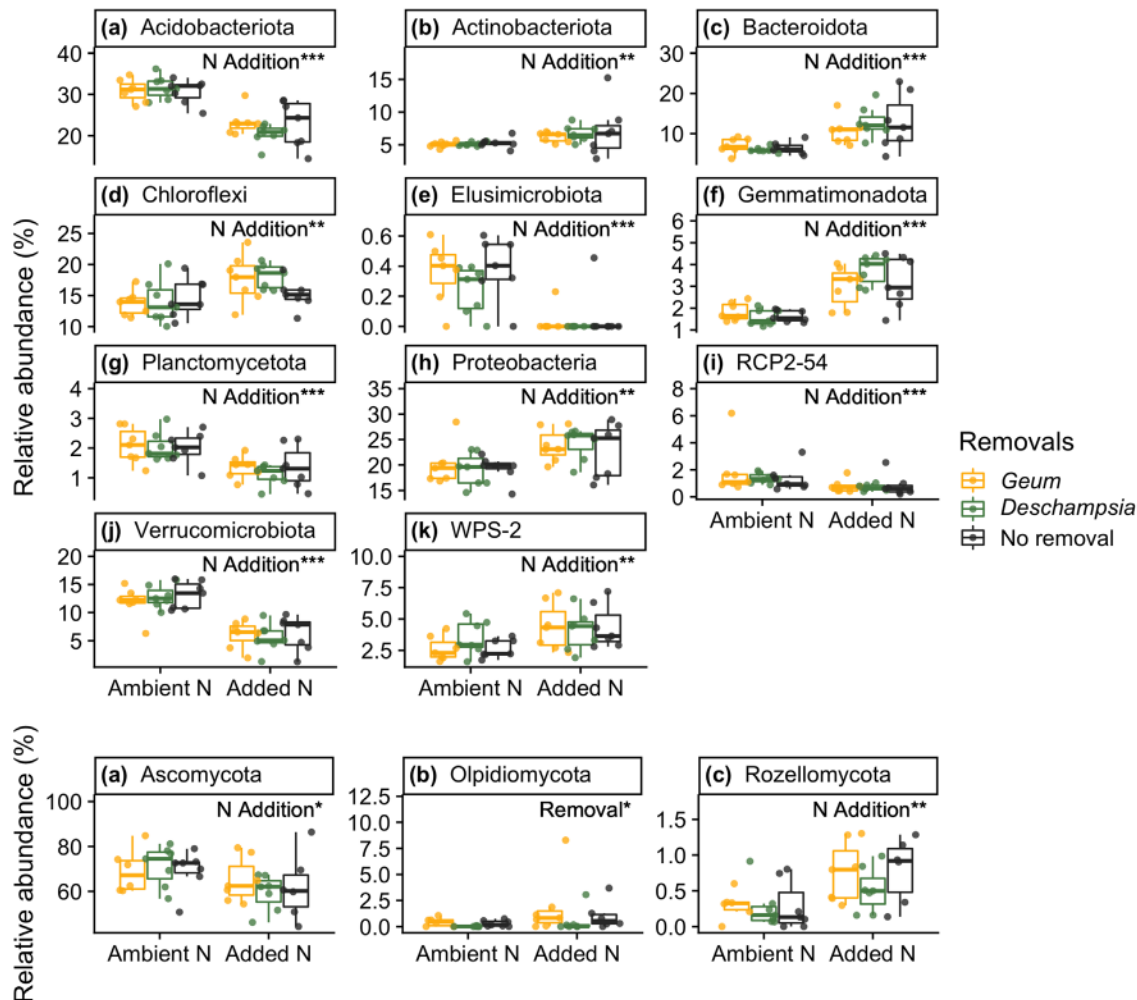 (a) Acidobacteriota
(b) Actinobacteriota
(c) Bacteroidota
N Addition***
N Addition**
N Addition***
40
30
20
15
10
5
30
20
10
(d) Chloroflexi
(e) Elusimicrobiota
(f) Gemmatimonadota
N Addition**
N Addition***
N Addition***
25
20
15
10
0.6
0.4
0.2
0.0
6
5
4
3
2
1
(g) Planctomycetota
(h) Proteobacteria
(i) RCP2-54
N Addition***
N Addition**
N Addition***
4
3
2
1
35
30
25
20
15
10
8
6
4
2
0
Ambient N Added N
(j) Verrucomicrobiota
(k) WPS-2
N Addition***
N Addition**
20
15
10
5
10.0
7.5
5.0
2.5
Ambient N Added N
Ambient N Added N
Relative abundance (%)
Removals
Geum
Deschampsia
No removal
(a) Ascomycota
(b) Olpidiomycota
(c) Rozellomycota
N Addition*
Removal*
N Addition**
100
80
60
12.5
10.0
7.5
5.0
2.5
0.0
1.5
1.0
0.5
0.0
Ambient N Added N
Ambient N Added N
Ambient N Added N
Relative abundance (%)